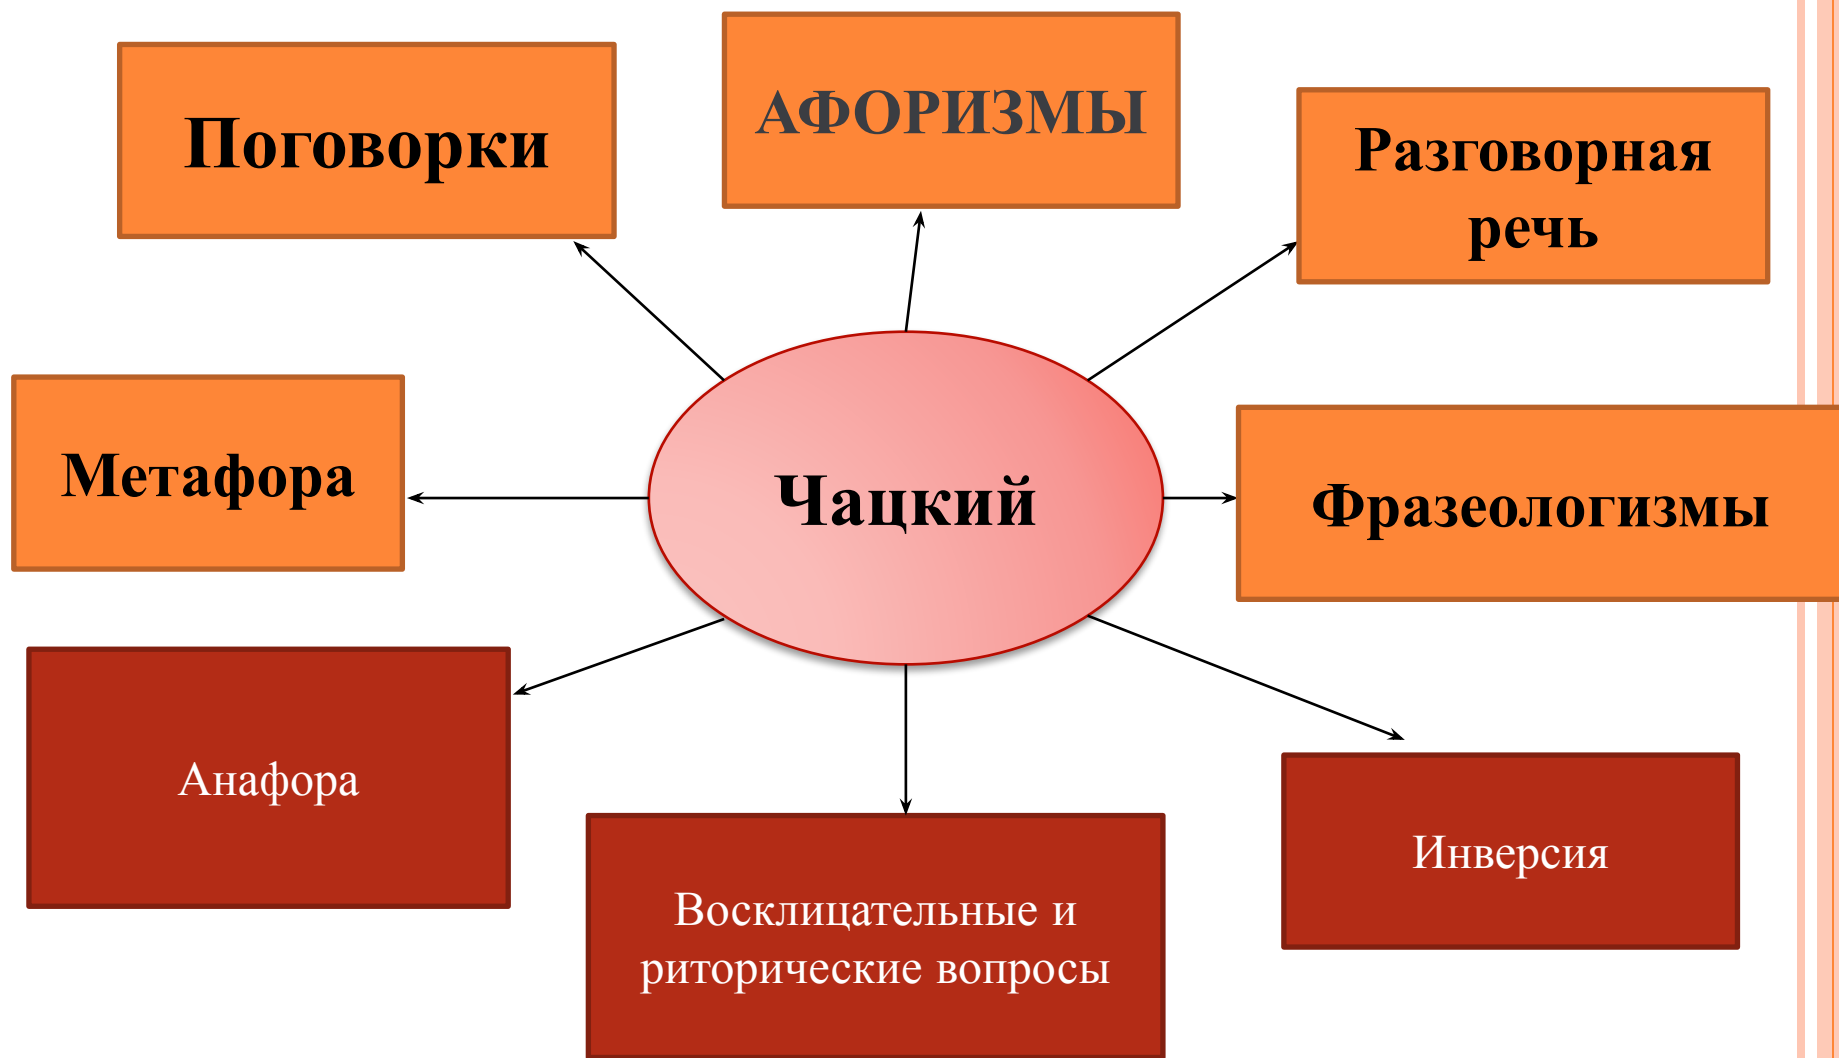 Поговорки
АФОРИЗМЫ
Разговорная
речь
Метафора
Чацкий
Фразеологизмы
Анафора
Восклицательные и
риторические вопросы
Инверсия